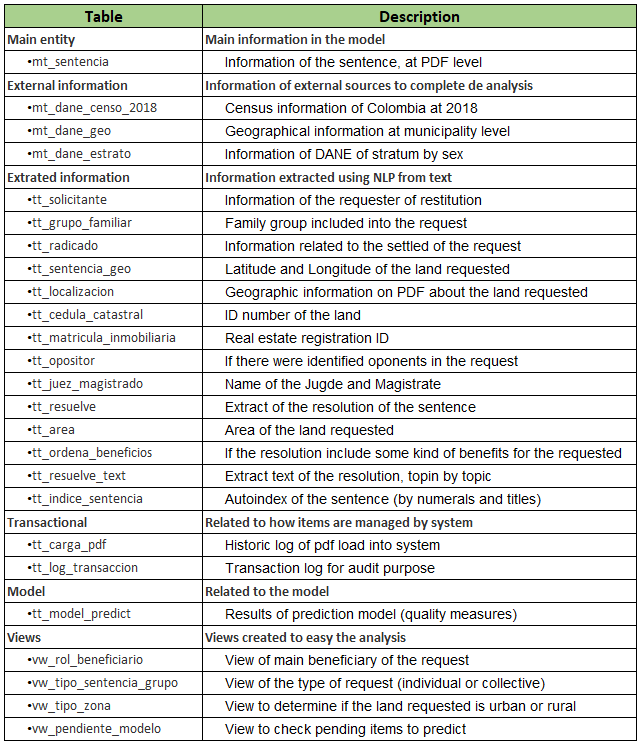 Table Description
Main entity Main information in the model
•mt_sentencia Information of the sentence, at PDF level
External information Information of external sources to complete de analysis
•mt_dane_censo_2018 Census information of Colombia at 2018
•mt_dane_geo Geographical information at municipality level
•mt_dane_estrato Information of DANE of stratum by sex
Extrated information Information extracted using NLP from text
•tt_solicitante Information of the requester of restitution
•tt_grupo_familiar Family group included into the request
•tt_radicado Information related to the settled of the request
•tt_sentencia_geo Latitude and Longitude of the land requested
•tt_localizacion Geographic information on PDF about the land requested
•tt_cedula_catastral ID number of the land
•tt_matricula_inmobiliaria Real estate registration ID
•tt_opositor If there were identified oponents in the request
•tt_juez_magistrado Name of the Jugde and Magistrate
•tt_resuelve Extract of the resolution of the sentence
•tt_area Area of the land requested
•tt_ordena_beneficios If the resolution include some kind of benefits for the requested
•tt_resuelve_text Extract text of the resolution, topin by topic
•tt_indice_sentencia Autoindex of the sentence (by numerals and titles)
Transactional Related to how items are managed by system
•tt_carga_pdf Historic log of pdf load into system
•tt_log_transaccion Transaction log for audit purpose
Model Related to the model
•tt_model_predict Results of prediction model (quality measures)
Views Views created to easy the analysis
•vw_rol_beneficiario View of main beneficiary of the request
•vw_tipo_sentencia_grupo View of the type of request (individual or collective)
•vw_tipo_zona View to determine if the land requested is urban or rural
•vw_pendiente_modelo View to check pending items to predict